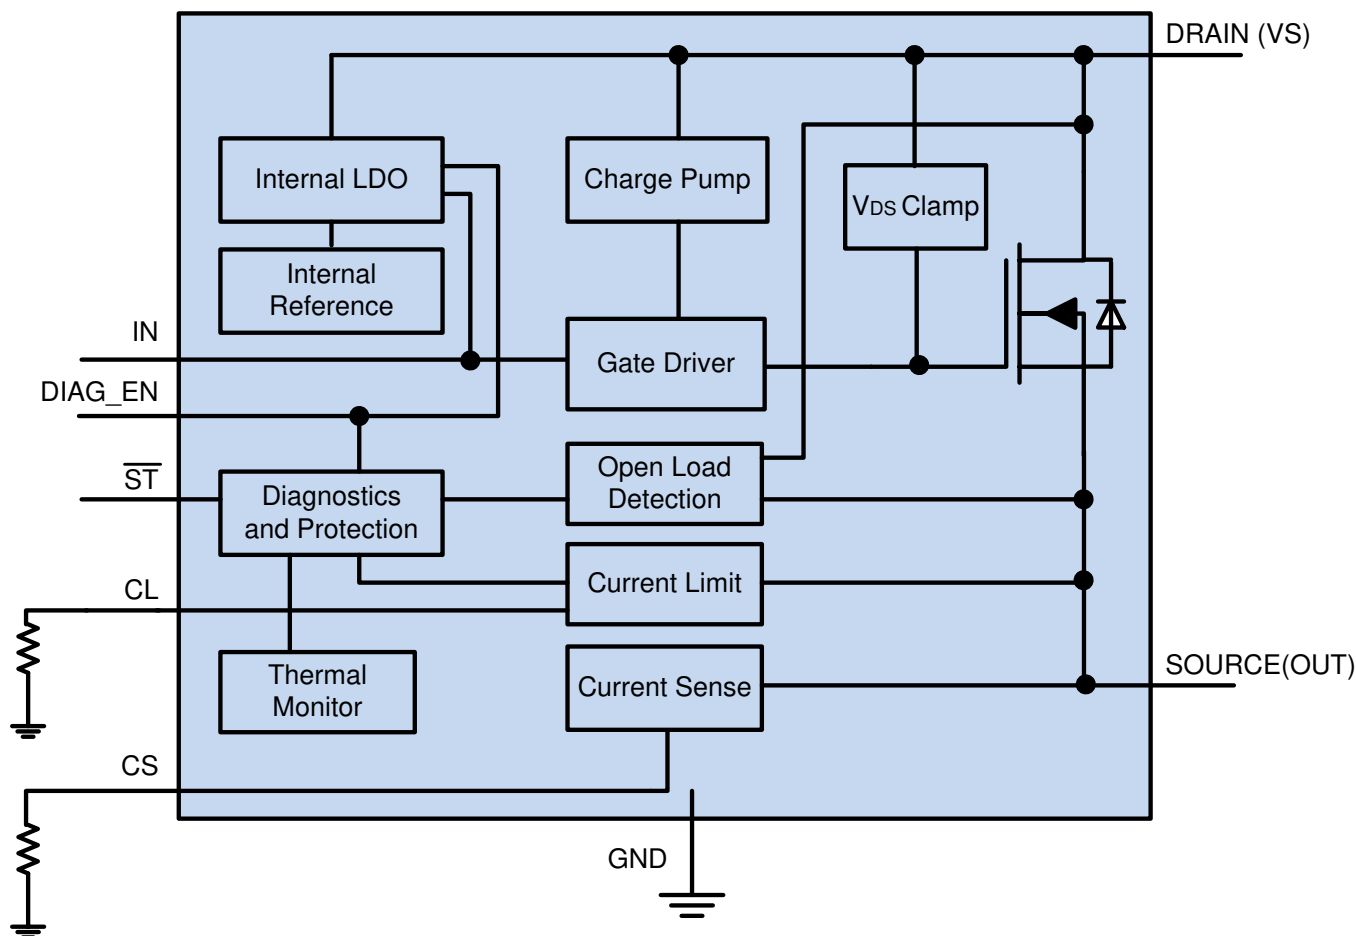 DRAIN (VS)
Internal LDO
Charge Pump
VDS Clamp
Internal
Reference
IN
Gate Driver
DIAG_EN
Open Load
Detection
ST
Diagnostics
and Protection
CL
Current Limit
Thermal
Monitor
Current Sense
SOURCE(OUT)
CS
GND